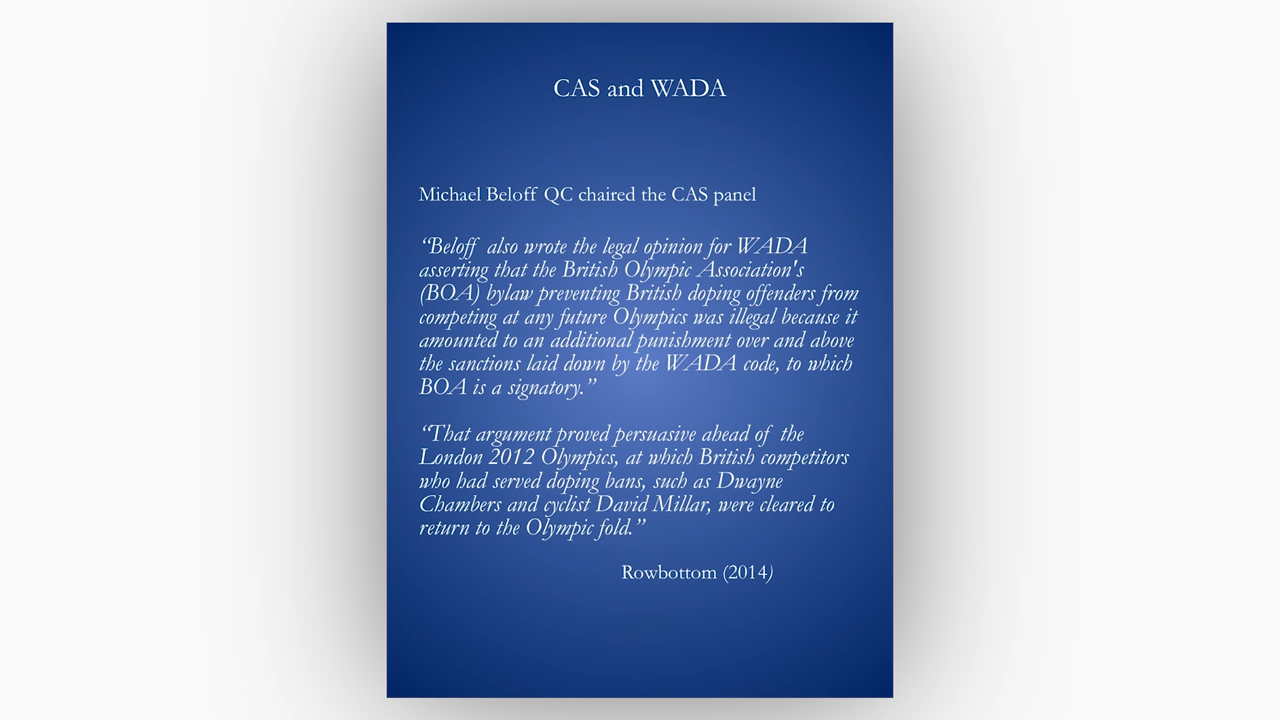 CAS and WADA
Michael Beloff QC chaired the CAS panel
“Beloff also wrote the legal opinion for WADA
asserting that the British Olympic Association's
(BOA) bylaw preventing British doping offenders from
competing at any future Olympics was illegal because it
amounted to an additional punishment over and above
the sanctions laid down by the WADA code, to which
BOA is a signatory.”
“That argument proved persuasive ahead of the
London 2012 Olympics, at which British competitors
who had served doping bans, such as Dwayne
Chambers and cyclist David Millar, were cleared to
return to the Olympic fold.”
Rowbottom (2014)